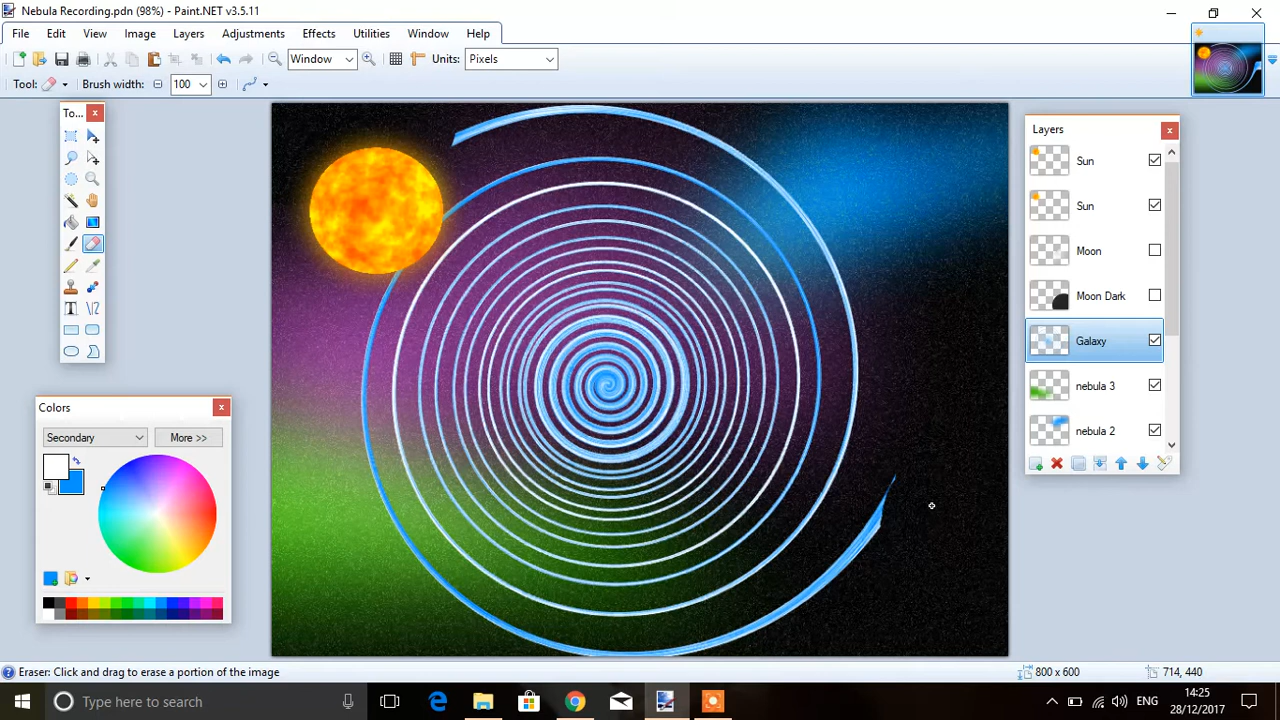 Nebula Recording.pdn (98%) - Paint.NET v3.5.11
File Edit View Image Layers Adjustments Effects Utilities Window Help
Window Units: Pixels
Tool: Brush width: 100
To...
Layers
Sun
Sun
Moon
Moon Dark
Galaxy
nebula 3
nebula 2
Colors
Secondary More >>
Eraser: Click and drag to erase a portion of the image
800 x 600 714, 440
Type here to search
ENG
14:25
28/12/2017